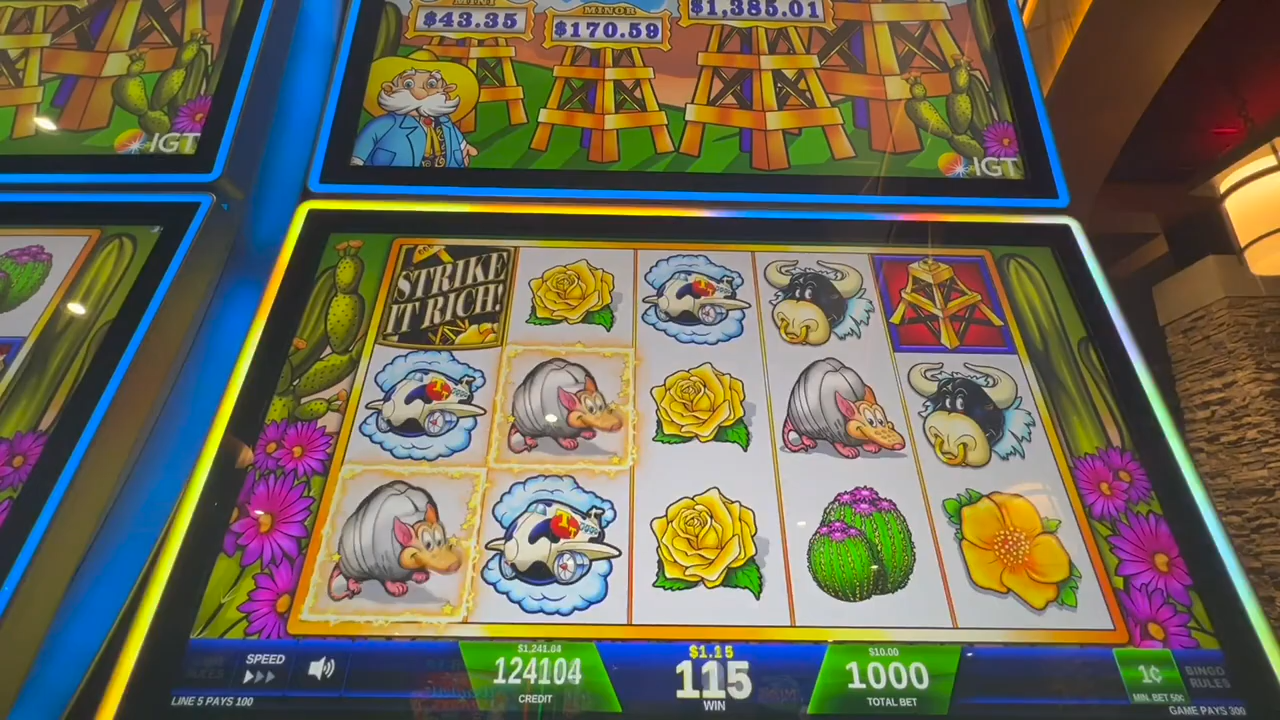 MINI
$43.35
MINOR
$170.59
$1,385.01
IGT
IGT
STRIKE
IT RICH!
SPEED
$1,241.04
124104
CREDIT
$1.15
115
WIN
$10.00
1000
TOTAL BET
1¢
MIN. BET 50¢
BINGO
RULES
LINE 5 PAYS 100
GAME PAYS 300